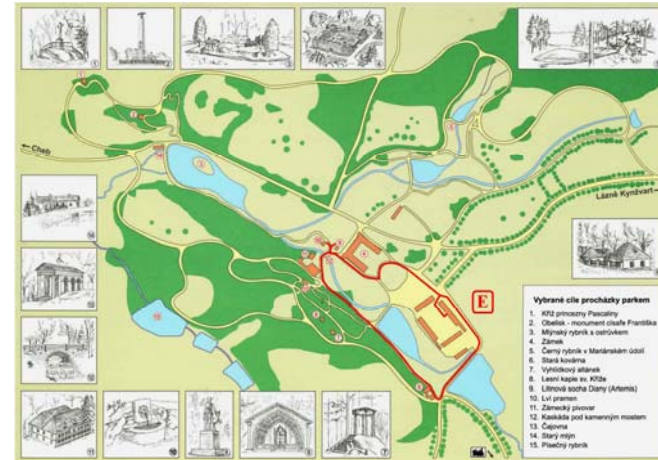 Cheb
Lázně Kynžvart
E
Vybrané cíle procházky parkem
1. Kříž princezny Pascaliny
2. Obelisk - monument císaře Františka
3. Mlýnský rybník s ostrůvkem
4. Zámek
5. Černý rybník v Mariánském údolí
6. Stará kovárna
7. Vyhlídkový altánek
8. Lesní kaple sv. Kříže
9. Litinová socha Diany (Artemis)
10. Lví pramen
11. Zámecký pivovar
12. Kaskáda pod kamenným mostem
13. Čajovna
14. Starý mlýn
15. Písečný rybník